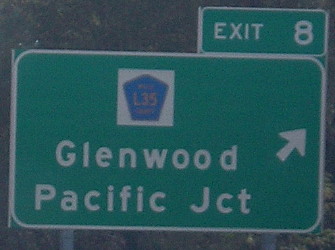 EXIT 8
L35
Glenwood
Pacific Jct